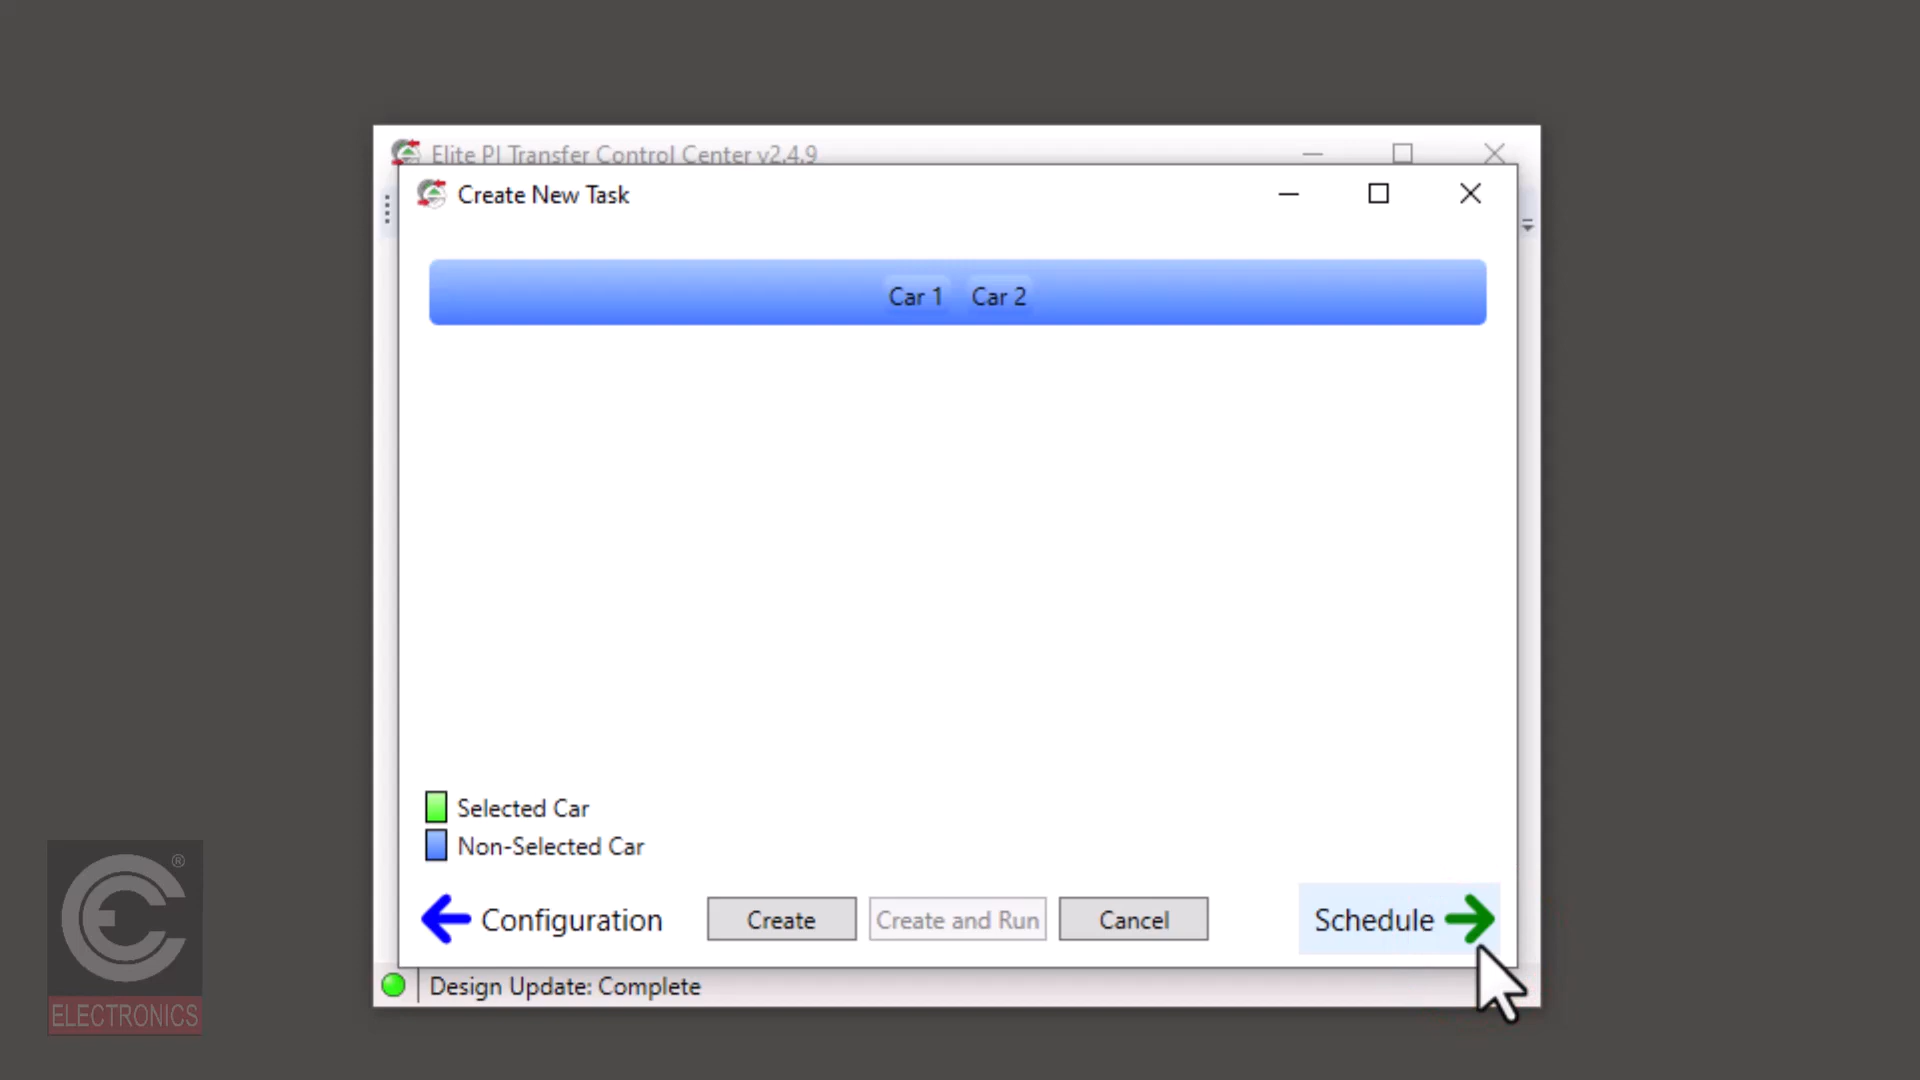 Elite PI Transfer Control Center v2.4.9
Create New Task
Car 1 Car 2
Selected Car
Non-Selected Car
Configuration Create Create and Run Cancel Schedule
Design Update: Complete
CE®
ELECTRONICS